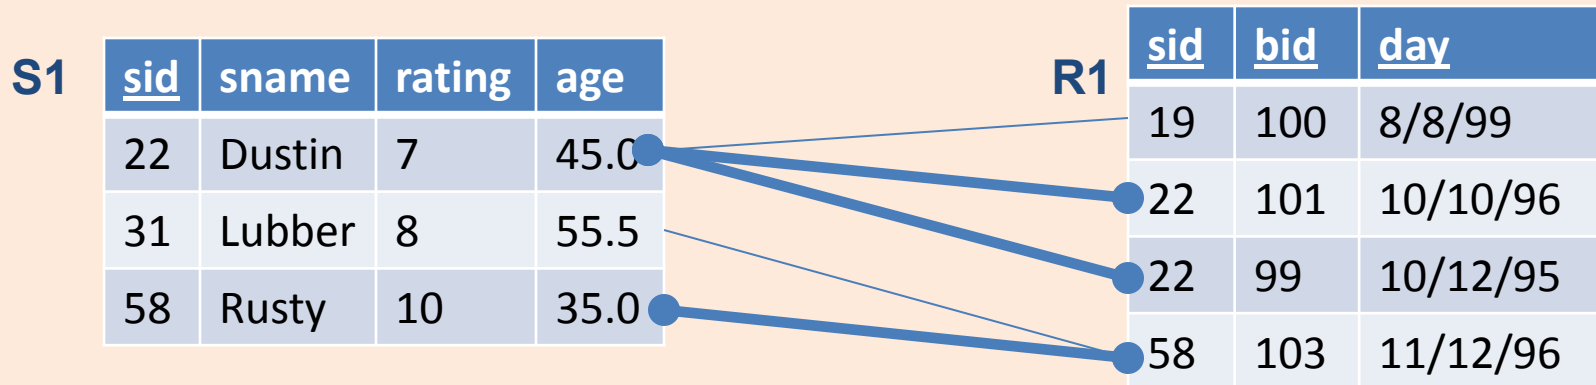 S1
sid sname rating age
22 Dustin 7 45.0
31 Lubber 8 55.5
58 Rusty 10 35.0
R1
sid bid day
19 100 8/8/99
22 101 10/10/96
22 99 10/12/95
58 103 11/12/96